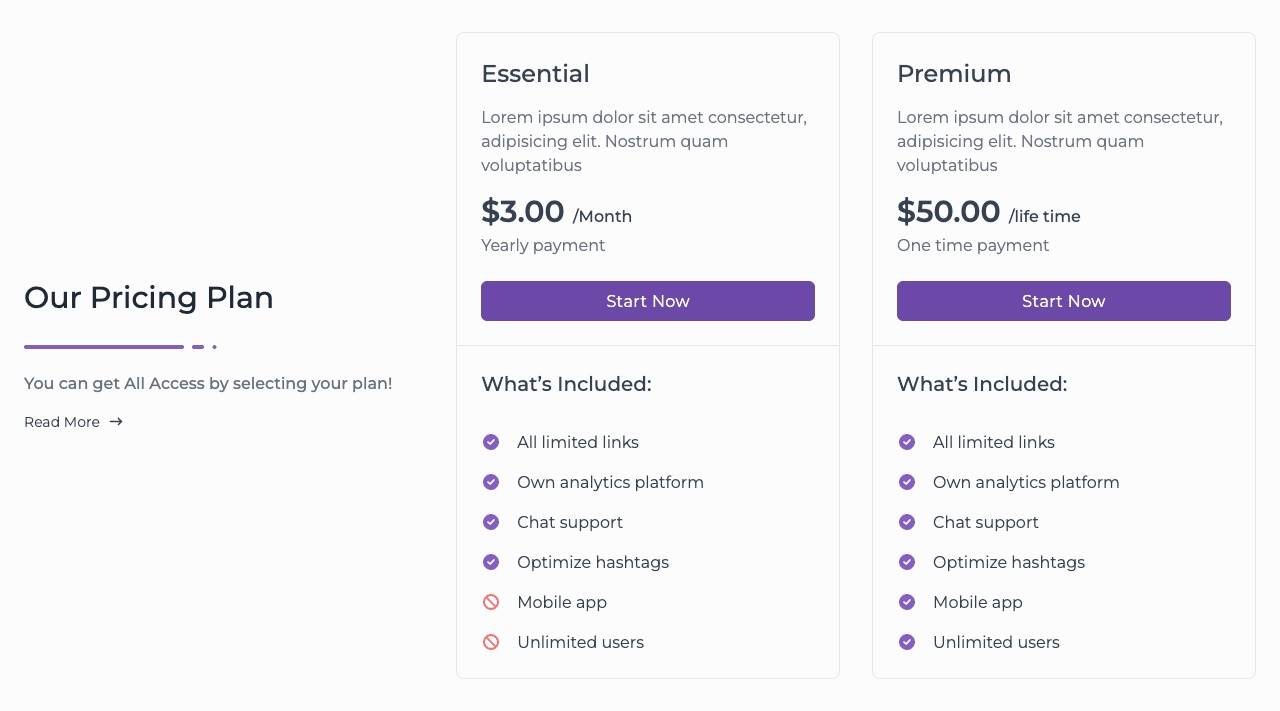 Our Pricing Plan
You can get All Access by selecting your plan!
Read More
Essential
Lorem ipsum dolor sit amet consectetur,
adipisicing elit. Nostrum quam
voluptatibus
$3.00 /Month
Yearly payment
Start Now
What’s Included:
All limited links
Own analytics platform
Chat support
Optimize hashtags
Mobile app
Unlimited users
Premium
Lorem ipsum dolor sit amet consectetur,
adipisicing elit. Nostrum quam
voluptatibus
$50.00 /life time
One time payment
Start Now
What’s Included:
All limited links
Own analytics platform
Chat support
Optimize hashtags
Mobile app
Unlimited users